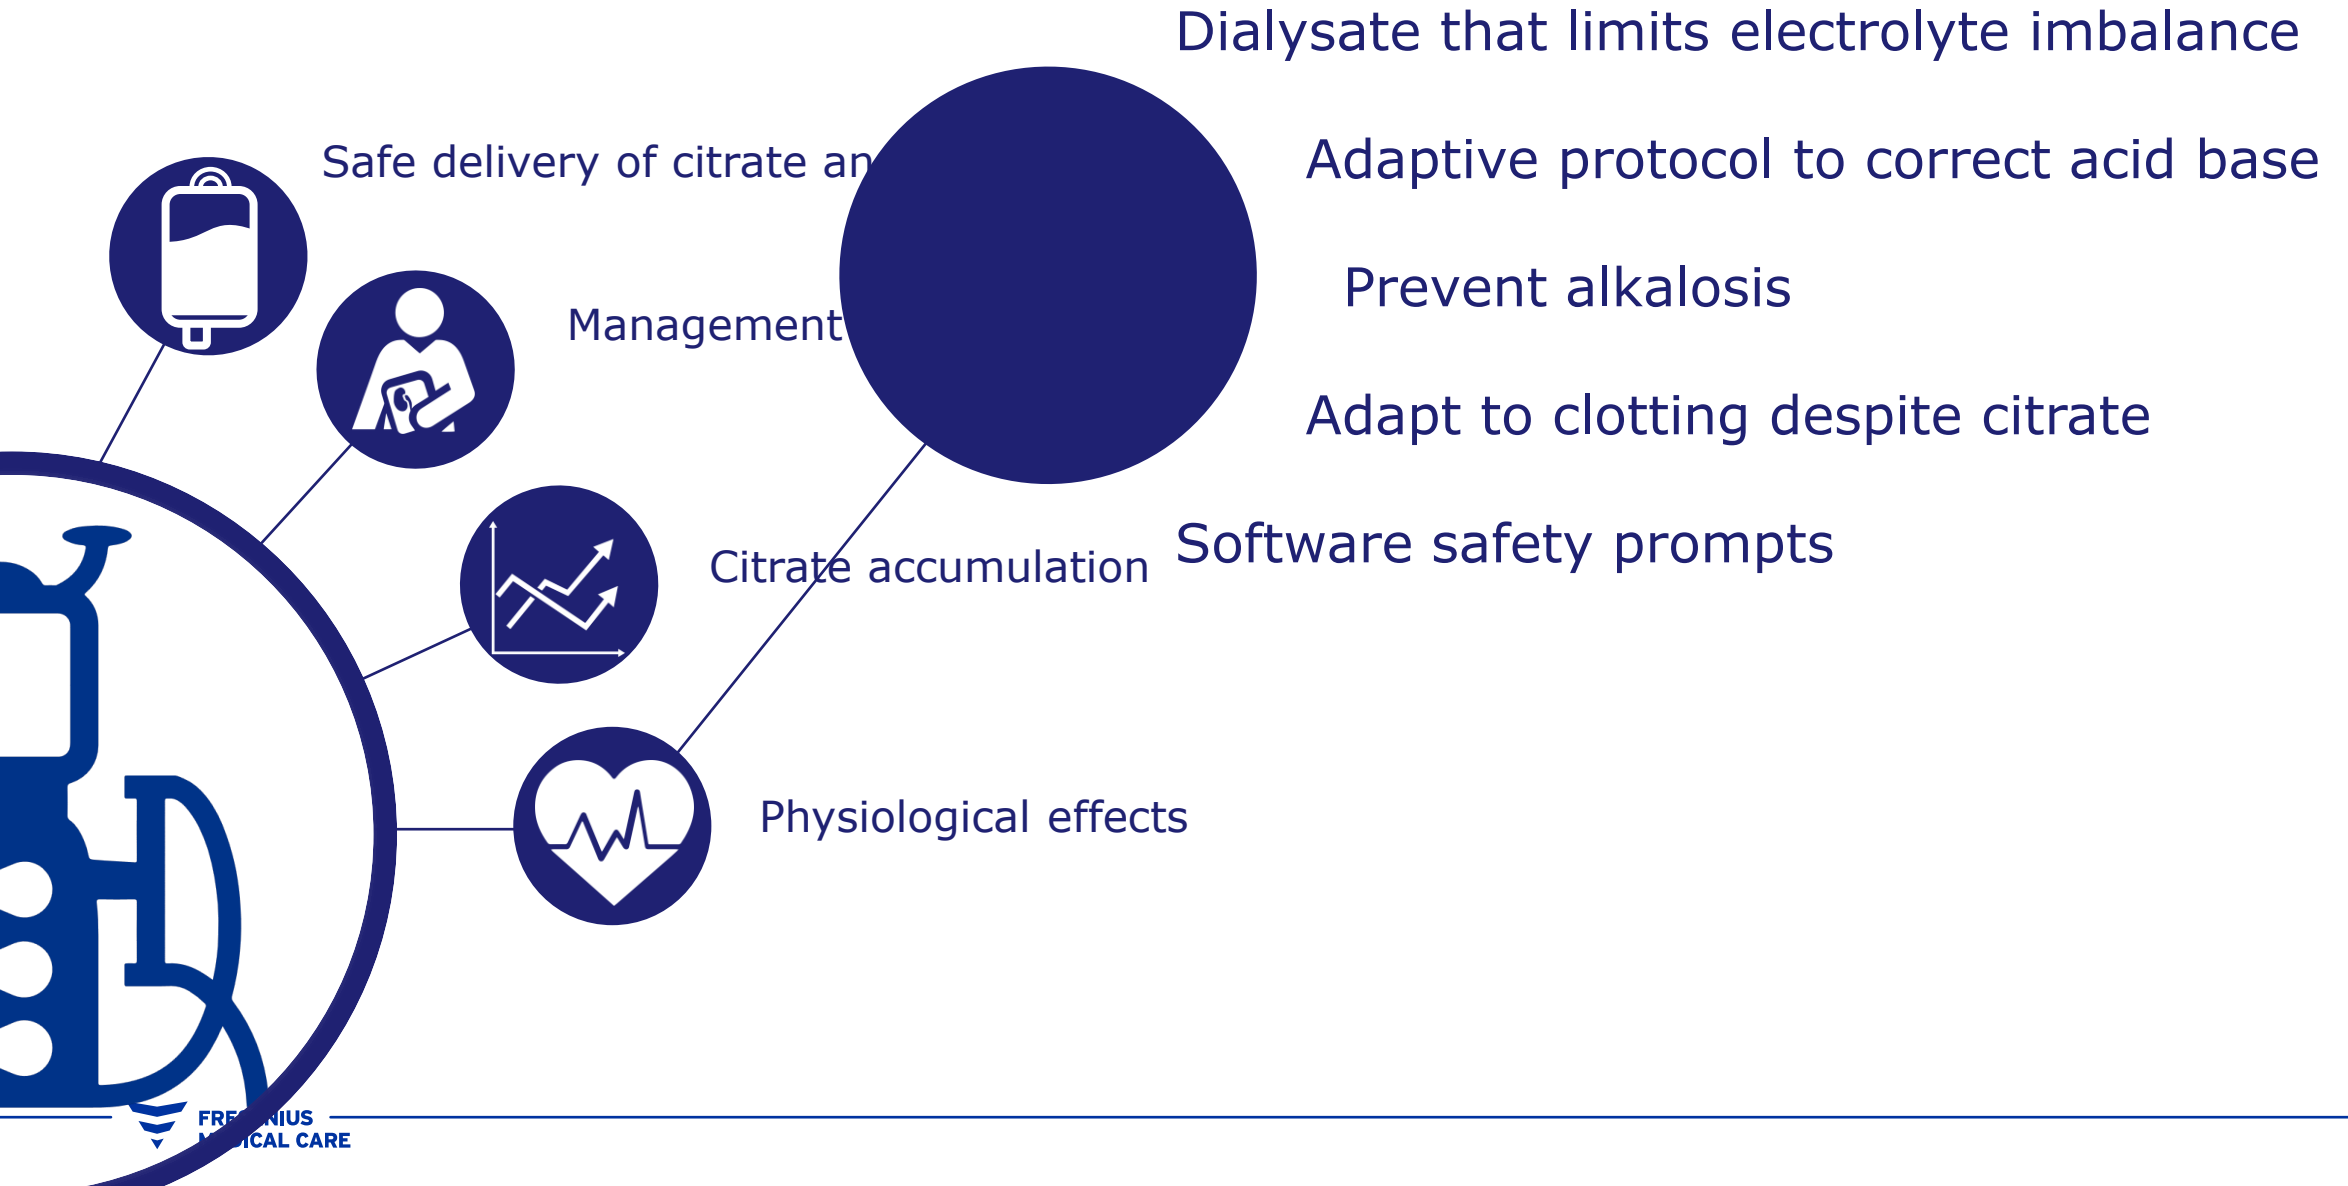 Dialysate that limits electrolyte imbalance
Safe delivery of citrate
Adaptive protocol to correct acid base
Prevent alkalosis
Management
Adapt to clotting despite citrate
Software safety prompts
Citrate accumulation
Physiological effects
CARE